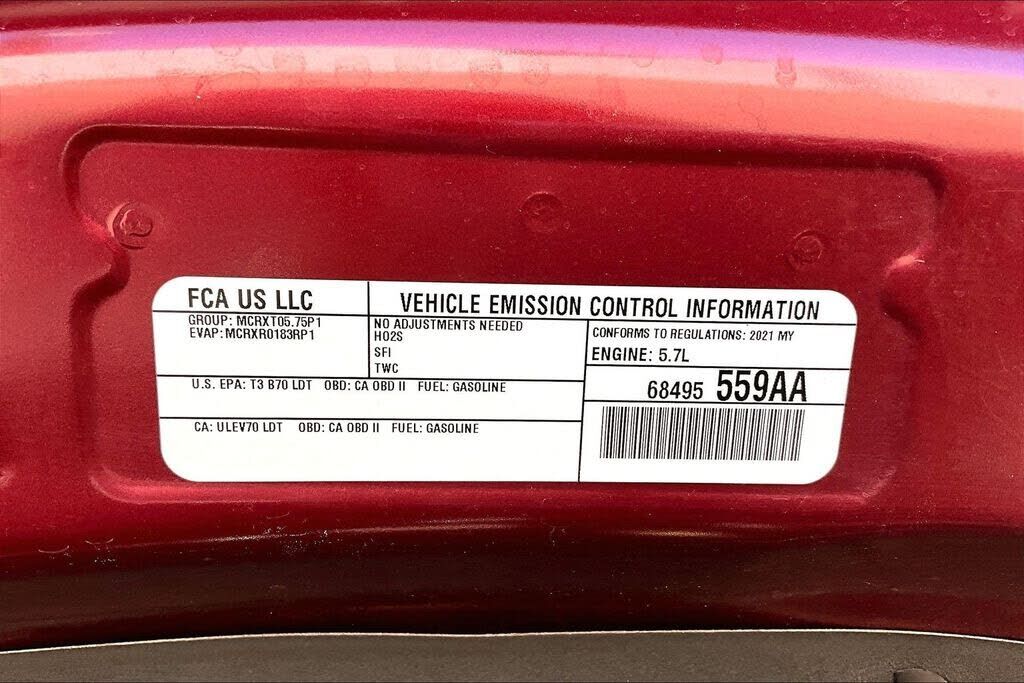 FCA US LLC
VEHICLE EMISSION CONTROL INFORMATION
GROUP: MCRXT05.75P1
EVAP: MCRXR0183RP1
NO ADJUSTMENTS NEEDED
HO2S
SFI
TWC
CONFORMS TO REGULATIONS: 2021 MY
ENGINE: 5.7L
U.S. EPA: T3 B70 LDT OBD: CA OBD II FUEL: GASOLINE
68495 559AA
CA: ULEV70 LDT OBD: CA OBD II FUEL: GASOLINE